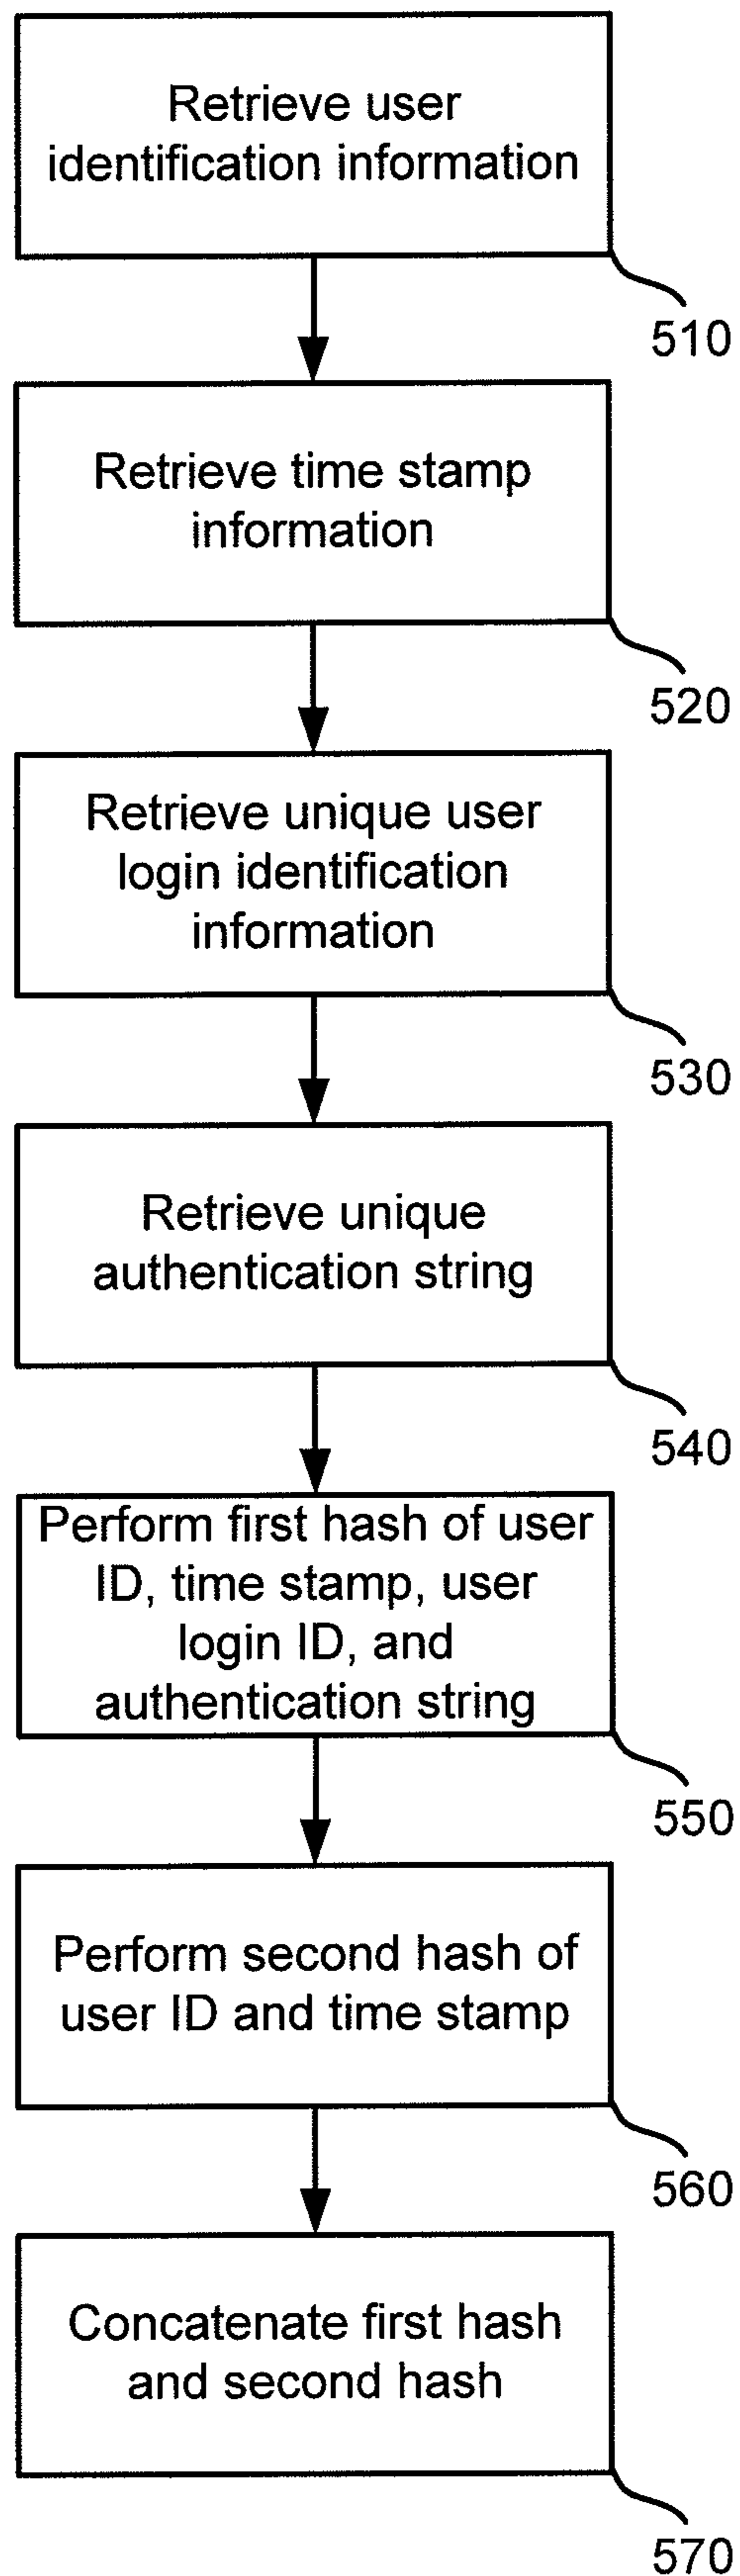 Retrieve user
identification information
510
Retrieve time stamp
information
520
Retrieve unique user
login identification
information
530
Retrieve unique
authentication string
540
Perform first hash of user
ID, time stamp, user
login ID, and
authentication string
550
Perform second hash of
user ID and time stamp
560
Concatenate first hash
and second hash
570